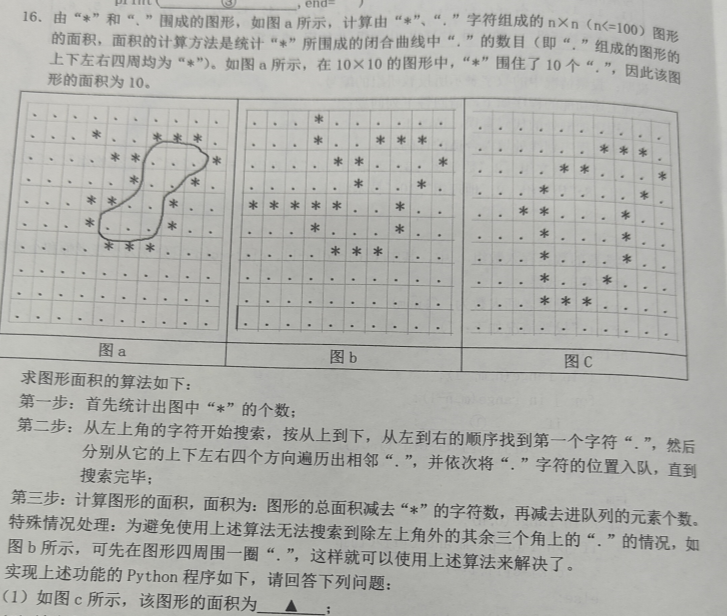 ③ , end=
16. 由“*”和“.”围成的图形，如图 a 所示，计算由“*”、“.”字符组成的 n×n（n<=100）图形
的面积，面积的计算方法是统计“*”所围成的闭合曲线中“.”的数目（即“.”组成的图形的
上下左右四周均为“*”）。如图 a 所示，在 10×10 的图形中，“*”围住了 10 个“.”，因此该图
形的面积为 10。
图 a
图 b
图 C
求图形面积的算法如下：
第一步：首先统计出图中“*”的个数；
第二步：从左上角的字符开始搜索，按从上到下，从左到右的顺序找到第一个字符“.”，然后
分别从它的上下左右四个方向遍历出相邻“.”，并依次将“.”字符的位置入队，直到
搜索完毕；
第三步：计算图形的面积，面积为：图形的总面积减去“*”的字符数，再减去进队列的元素个数。
特殊情况处理：为避免使用上述算法无法搜索到除左上角外的其余三个角上的“.”的情况，如
图 b 所示，可先在图形四周围一圈“.”，这样就可以使用上述算法来解决了。
实现上述功能的 Python 程序如下，请回答下列问题：
（1）如图 c 所示，该图形的面积为 ▲ ；